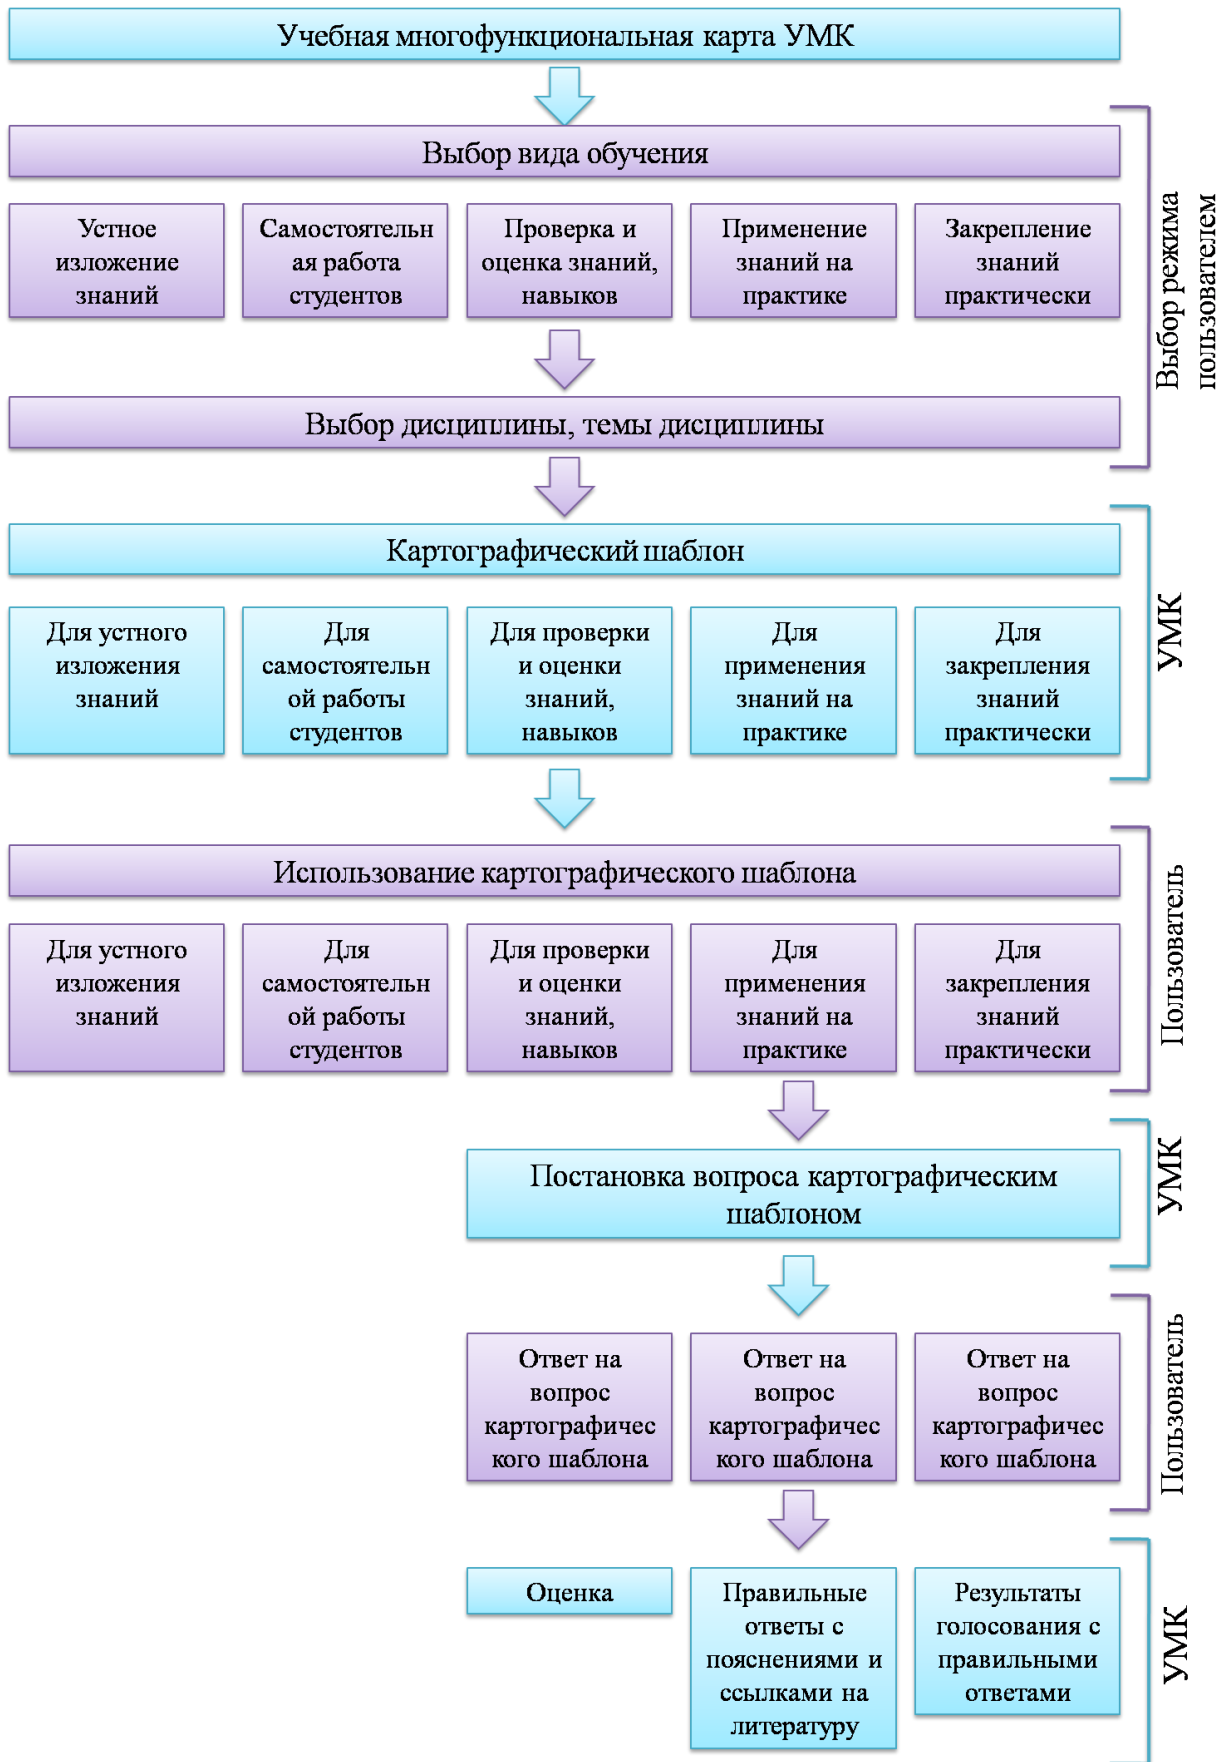 Учебная многофункциональная карта УМК
Выбор вида обучения
Устное
изложение
знаний
Самостоятельн
ая работа
студентов
Проверка и
оценка знаний,
навыков
Применение
знаний на
практике
Закрепление
знаний
практически
Выбор дисциплины, темы дисциплины
Выбор режима
пользователем
Картографический шаблон
Для устного
изложения
знаний
Для
самостоятельн
ой работы
студентов
Для проверки
и оценки
знаний,
навыков
Для
применения
знаний на
практике
Для
закрепления
знаний
практически
УМК
Использование картографического шаблона
Для устного
изложения
знаний
Для
самостоятельн
ой работы
студентов
Для проверки
и оценки
знаний,
навыков
Для
применения
знаний на
практике
Для
закрепления
знаний
практически
Пользователь
Постановка вопроса картографическим
шаблоном
УМК
Ответ на
вопрос
картографичес
кого шаблона
Ответ на
вопрос
картографичес
кого шаблона
Ответ на
вопрос
картографичес
кого шаблона
Пользователь
Оценка
Правильные
ответы с
пояснениями и
ссылками на
литературу
Результаты
голосования с
правильными
ответами
УМК